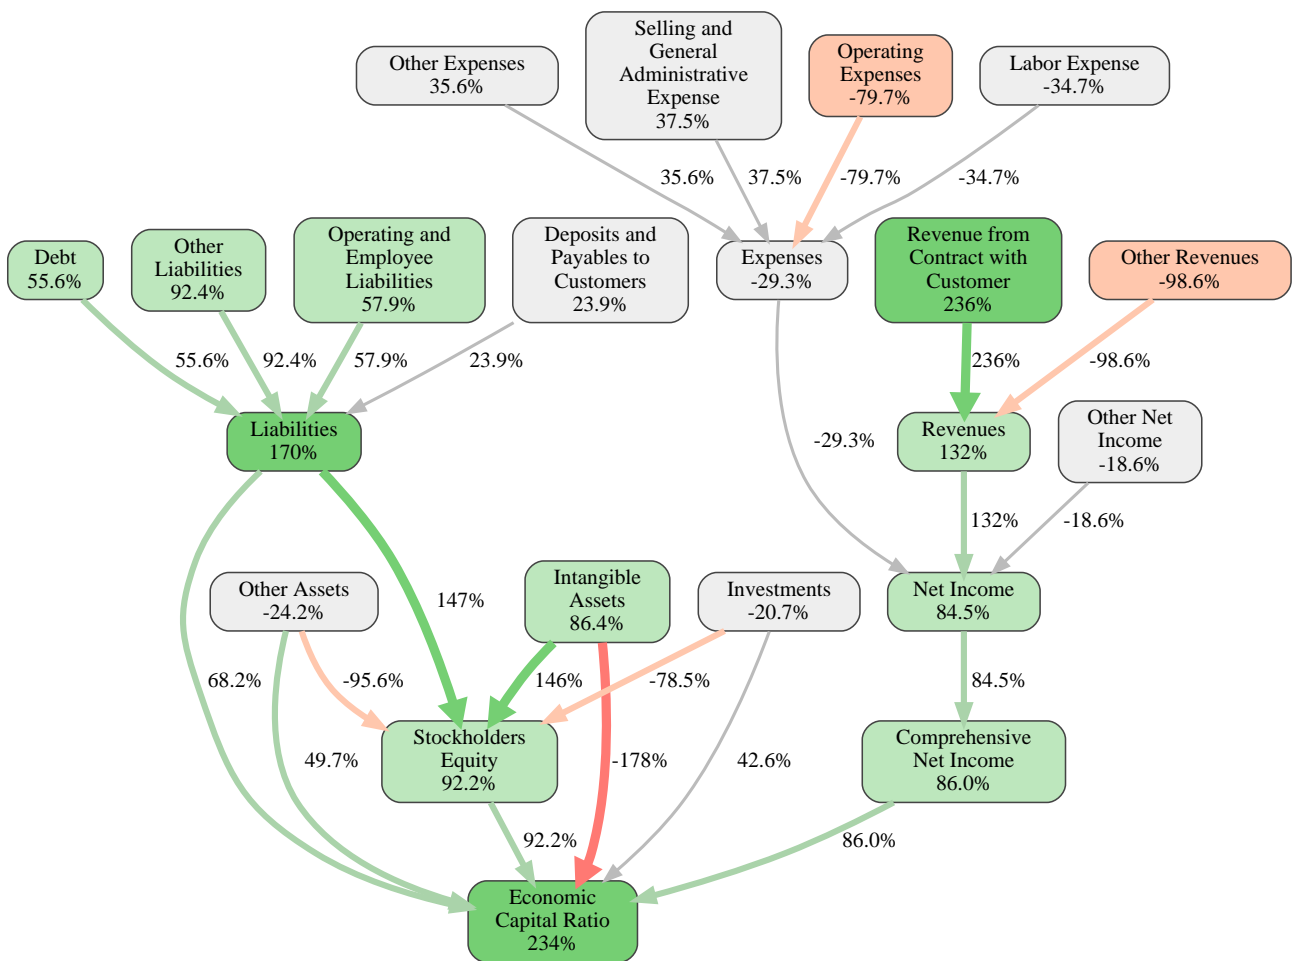 Other Expenses
35.6%
Selling and
General
Administrative
Expense
37.5%
Operating
Expenses
-79.7%
Labor Expense
-34.7%
35.6%
37.5%
-79.7%
-34.7%
Debt
55.6%
Other
Liabilities
92.4%
Operating and
Employee
Liabilities
57.9%
Deposits and
Payables to
Customers
23.9%
Expenses
-29.3%
Revenue from
Contract with
Customer
236%
Other Revenues
-98.6%
55.6%
92.4%
57.9%
23.9%
236%
-98.6%
Liabilities
170%
-29.3%
Revenues
132%
Other Net
Income
-18.6%
132%
-18.6%
Other Assets
-24.2%
147%
Intangible
Assets
86.4%
Investments
-20.7%
Net Income
84.5%
68.2%
-95.6%
146%
-78.5%
84.5%
49.7%
Stockholders
Equity
92.2%
-178%
42.6%
Comprehensive
Net Income
86.0%
92.2%
86.0%
Economic
Capital Ratio
234%